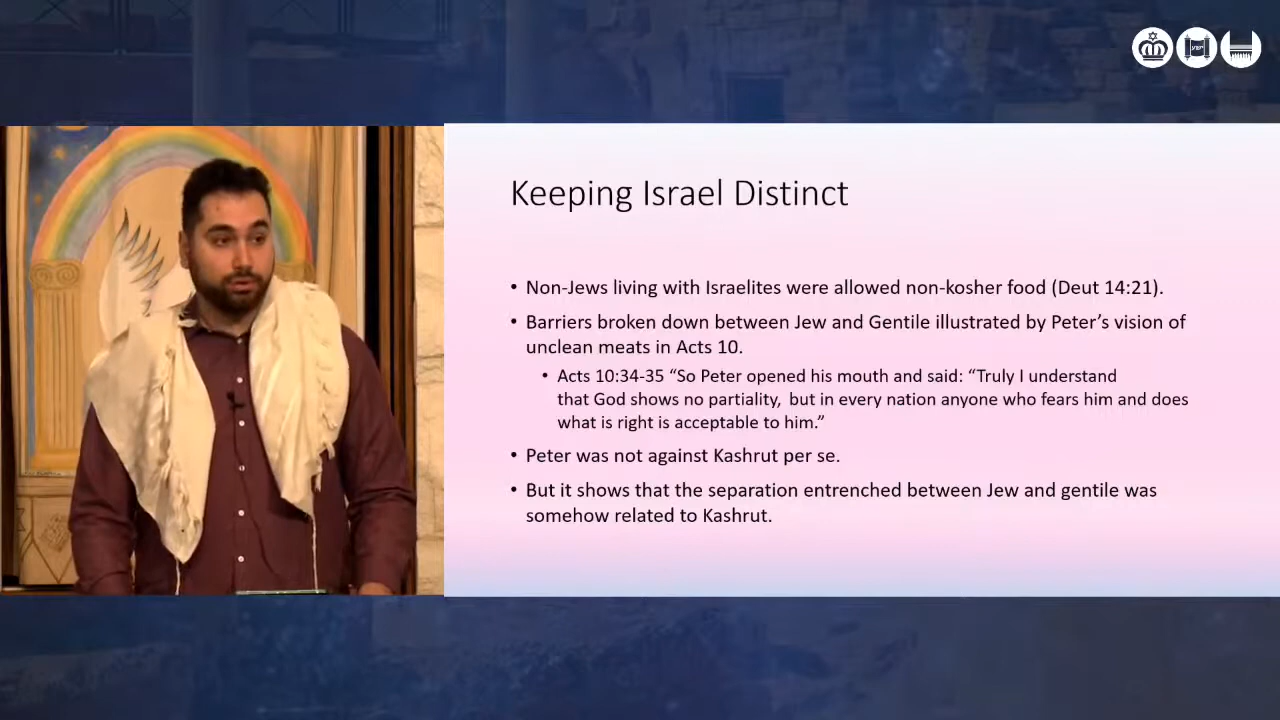 Keeping Israel Distinct
• Non-Jews living with Israelites were allowed non-kosher food (Deut 14:21).
• Barriers broken down between Jew and Gentile illustrated by Peter’s vision of
unclean meats in Acts 10.
• Acts 10:34-35 “So Peter opened his mouth and said: “Truly I understand
that God shows no partiality, but in every nation anyone who fears him and does
what is right is acceptable to him.”
• Peter was not against Kashrut per se.
• But it shows that the separation entrenched between Jew and gentile was
somehow related to Kashrut.